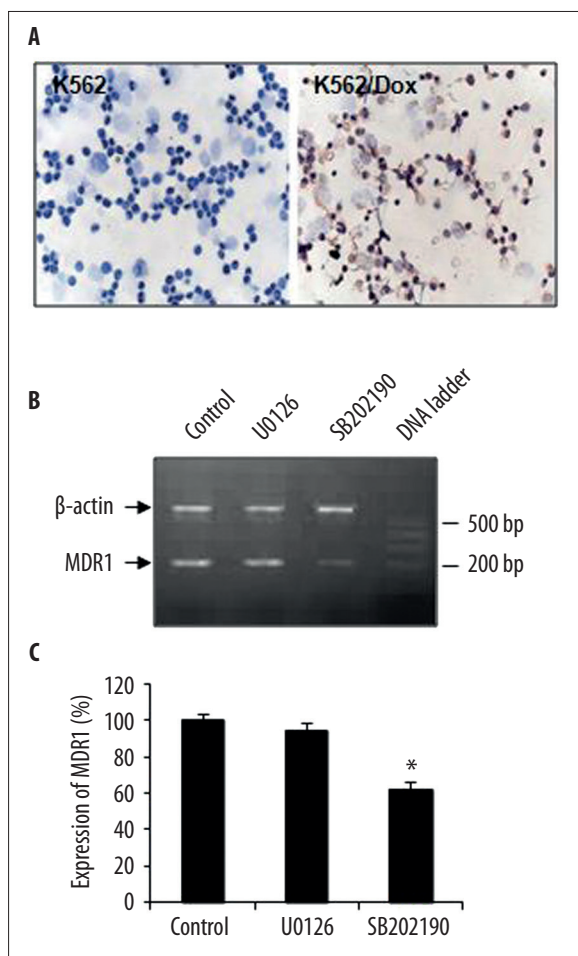 A
K562 K562/Dox
B
Control U0126 SB202190 DNA ladder
β-actin
500 bp
MDR1
200 bp
C
Expression of MDR1 (%)
120
100
80
60
40
20
0
*
Control U0126 SB202190